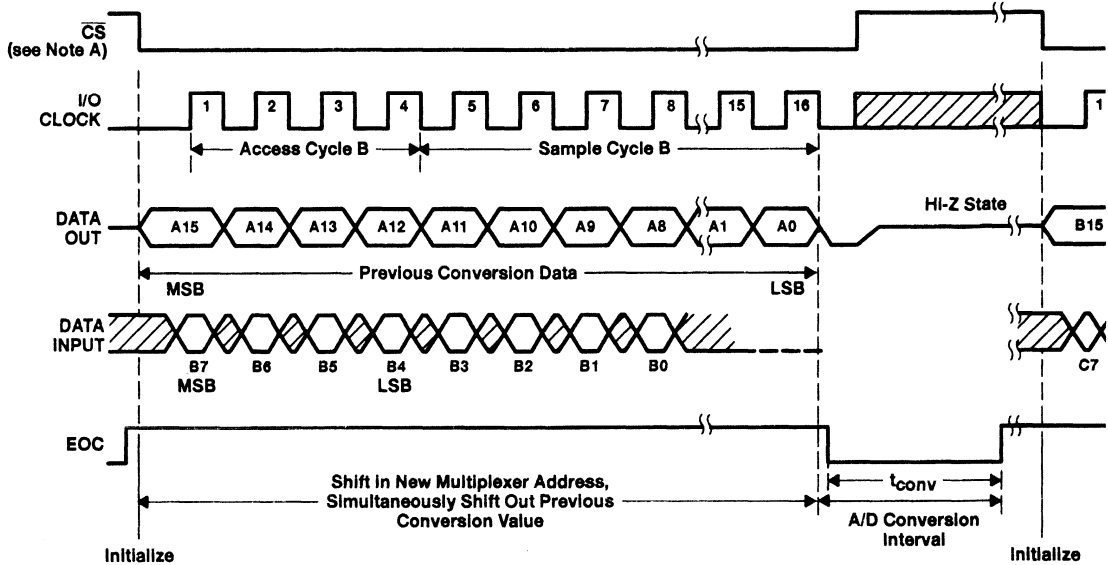 CS
(see Note A)
I/O
CLOCK
1 2 3 4 5 6 7 8 15 16 1
Access Cycle B
Sample Cycle B
Hi-Z State
DATA
OUT
A15 A14 A13 A12 A11 A10 A9 A8 A1 A0 B15
Previous Conversion Data
MSB LSB
DATA
INPUT
B7 B6 B5 B4 B3 B2 B1 B0 C7
MSB LSB
EOC
Shift in New Multiplexer Address,
Simultaneously Shift Out Previous
Conversion Value
tconv
A/D Conversion
Interval
Initialize Initialize